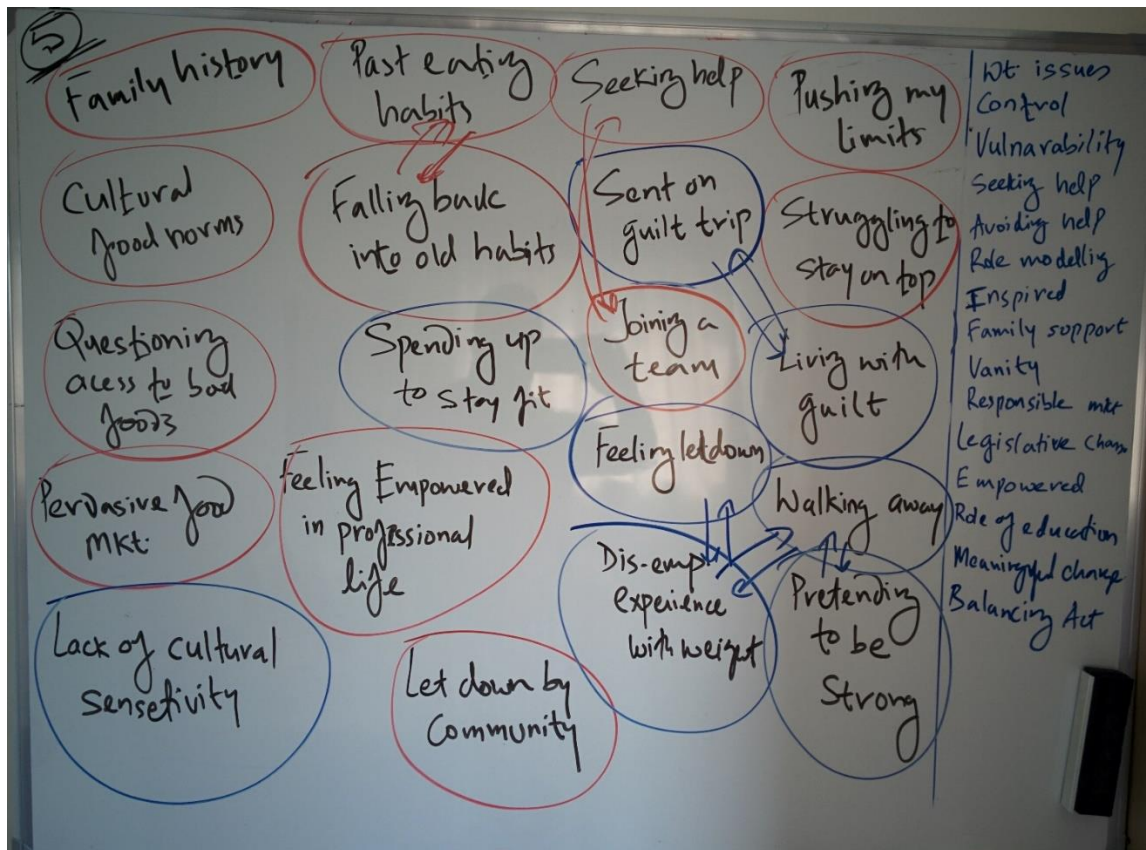 5
Family history
Past eating
habits
Seeking help
Pushing my
limits
Cultural
food norms
Falling back
into old habits
Sent on
guilt trip
Struggling to
stay on top
Questioning
acess to bad
foods
Spending up
to stay fit
Joining a
team
Living with
guilt
Pervasive food
mkt.
Feeling Empowered
in professional
life
Feeling letdown
Walking away
Lack of cultural
sensetivity
Let down by
Community
Dis-emp
experience
with weight
Pretending
to be
Strong
Wt issues
Control
Vulnarability
Seeking help
Avoiding help
Role modelling
Inspired
Family support
Vanity
Responsible mkt
Legislative
Empowered
Role of education
Meaningful change
Balancing Act